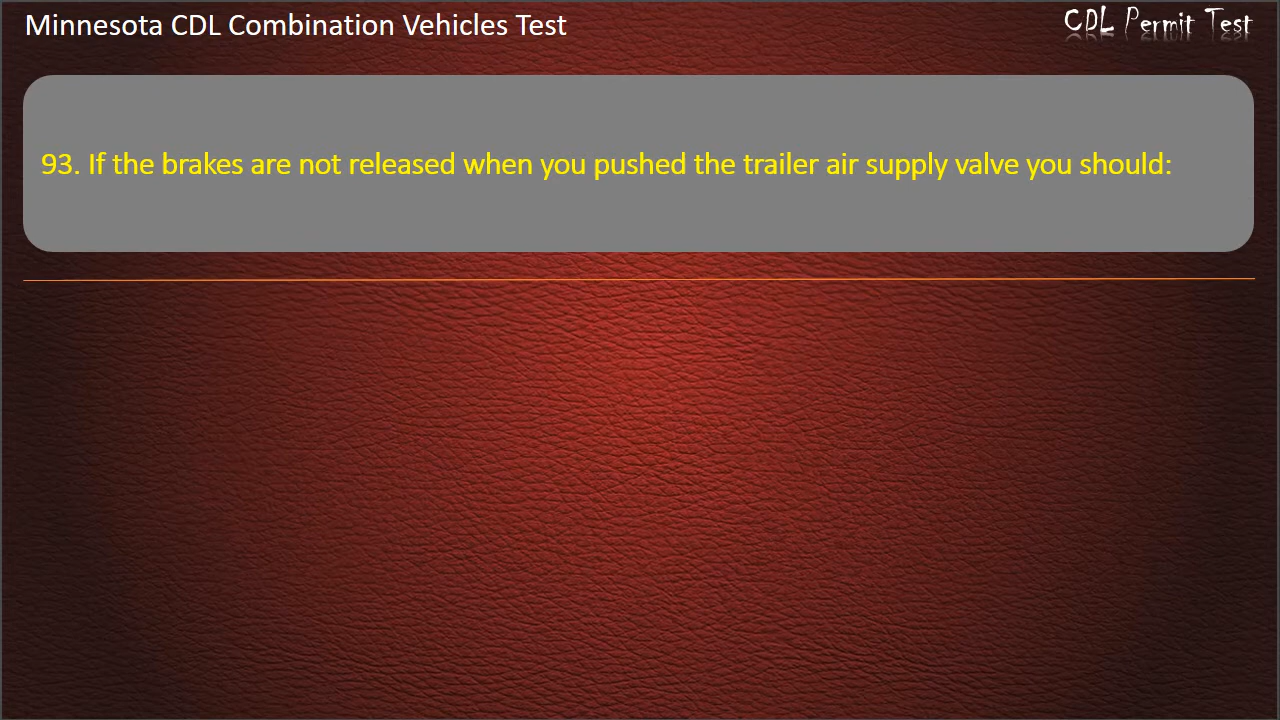 Minnesota CDL Combination Vehicles Test
CDL Permit Test
93. If the brakes are not released when you pushed the trailer air supply valve you should: